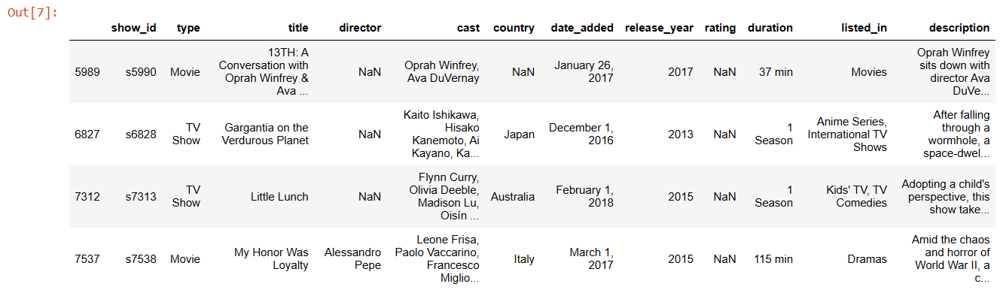 Out[7]:
show_id type title director cast country date_added release_year rating duration listed_in description
5989 s5990 Movie 13TH: A Conversation with Oprah Winfrey & Ava ... NaN Oprah Winfrey, Ava DuVernay NaN January 26, 2017 2017 NaN 37 min Movies Oprah Winfrey sits down with director Ava DuVe...
6827 s6828 TV Show Gargantia on the Verdurous Planet NaN Kaito Ishikawa, Hisako Kanemoto, Ai Kayano, Ka... Japan December 1, 2016 2013 NaN 1 Season Anime Series, International TV Shows After falling through a wormhole, a space-dwel...
7312 s7313 TV Show Little Lunch NaN Flynn Curry, Olivia Deeble, Madison Lu, Oisín ... Australia February 1, 2018 2015 NaN 1 Season Kids' TV, TV Comedies Adopting a child's perspective, this show take...
7537 s7538 Movie My Honor Was Loyalty Alessandro Pepe Leone Frisa, Paolo Vaccarino, Francesco Miglio... Italy March 1, 2017 2015 NaN 115 min Dramas Amid the chaos and horror of World War II, a c...